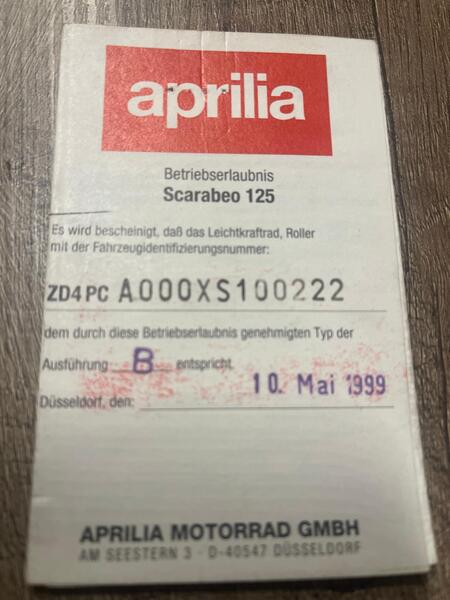 aprilia
Betriebserlaubnis
Scarabeo 125
Es wird bescheinigt, daß das Leichtkraftrad, Roller
mit der Fahrzeugidentifizierungsnummer:
ZD4PC A000XS100222
dem durch diese Betriebserlaubnis genehmigten Typ der
Ausführung B entspricht.
Düsseldorf, den: 10. Mai 1999
APRILIA MOTORRAD GMBH
AM SEESTERN 3 · D-40547 DÜSSELDORF